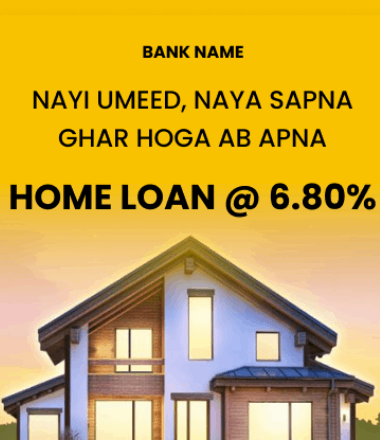 BANK NAME
NAYI UMEED, NAYA SAPNA
GHAR HOGA AB APNA
HOME LOAN @ 6.80%